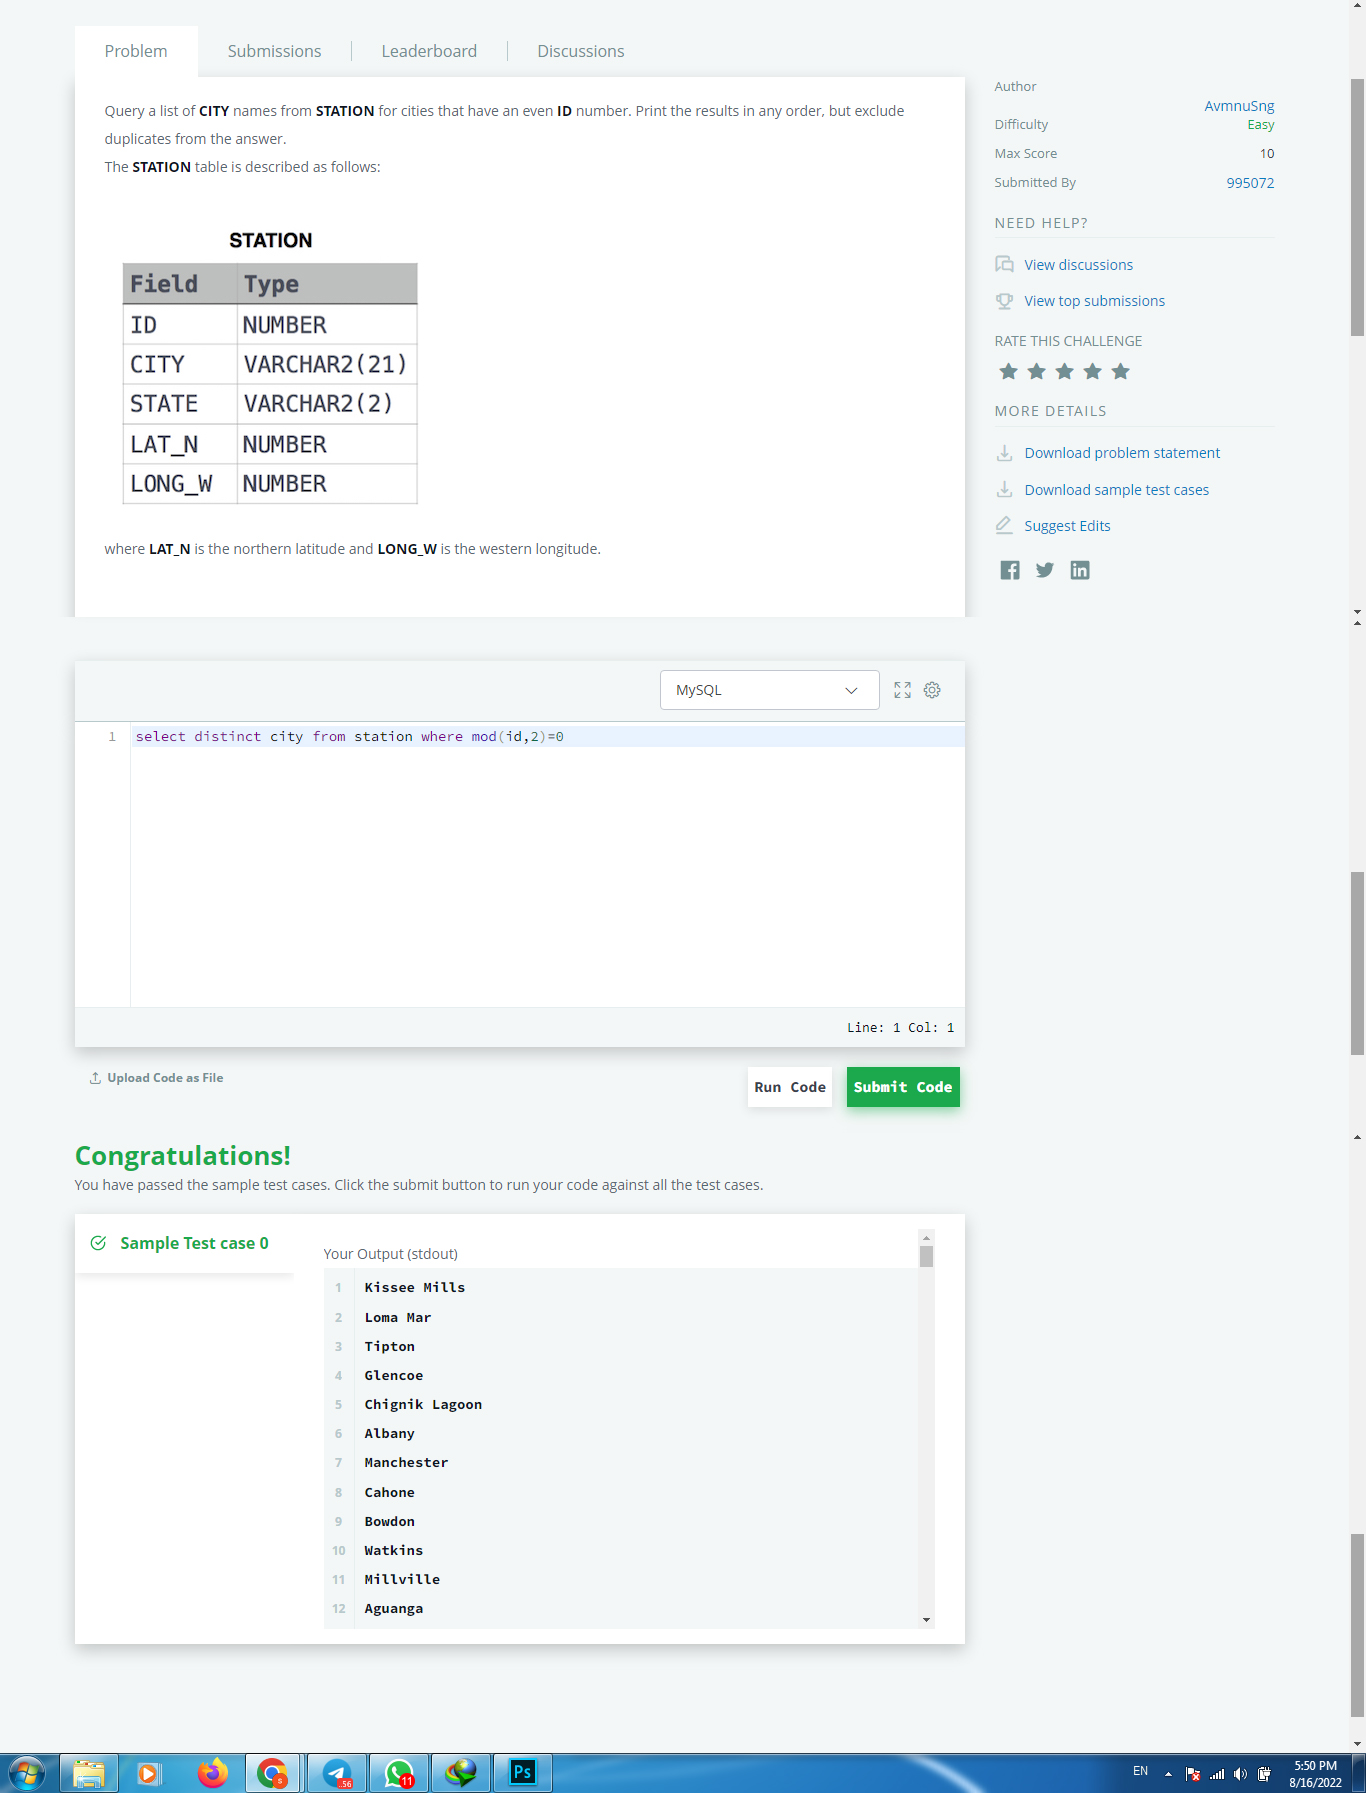 Problem
Submissions
Leaderboard
Discussions
Query a list of CITY names from STATION for cities that have an even ID number. Print the results in any order, but exclude
duplicates from the answer.
The STATION table is described as follows:
STATION
Field Type
ID NUMBER
CITY VARCHAR2(21)
STATE VARCHAR2(2)
LAT_N NUMBER
LONG_W NUMBER
where LAT_N is the northern latitude and LONG_W is the western longitude.
Author
AvmnuSng
Difficulty Easy
Max Score 10
Submitted By 995072
NEED HELP?
View discussions
View top submissions
RATE THIS CHALLENGE
MORE DETAILS
Download problem statement
Download sample test cases
Suggest Edits
MySQL
1 select distinct city from station where mod(id,2)=0
Line: 1 Col: 1
Upload Code as File
Run Code
Submit Code
Congratulations!
You have passed the sample test cases. Click the submit button to run your code against all the test cases.
Sample Test case 0
Your Output (stdout)
1 Kissee Mills
2 Loma Mar
3 Tipton
4 Glencoe
5 Chignik Lagoon
6 Albany
7 Manchester
8 Cahone
9 Bowdon
10 Watkins
11 Millville
12 Aguanga
s
56
11
Ps
EN
5:50 PM
8/16/2022